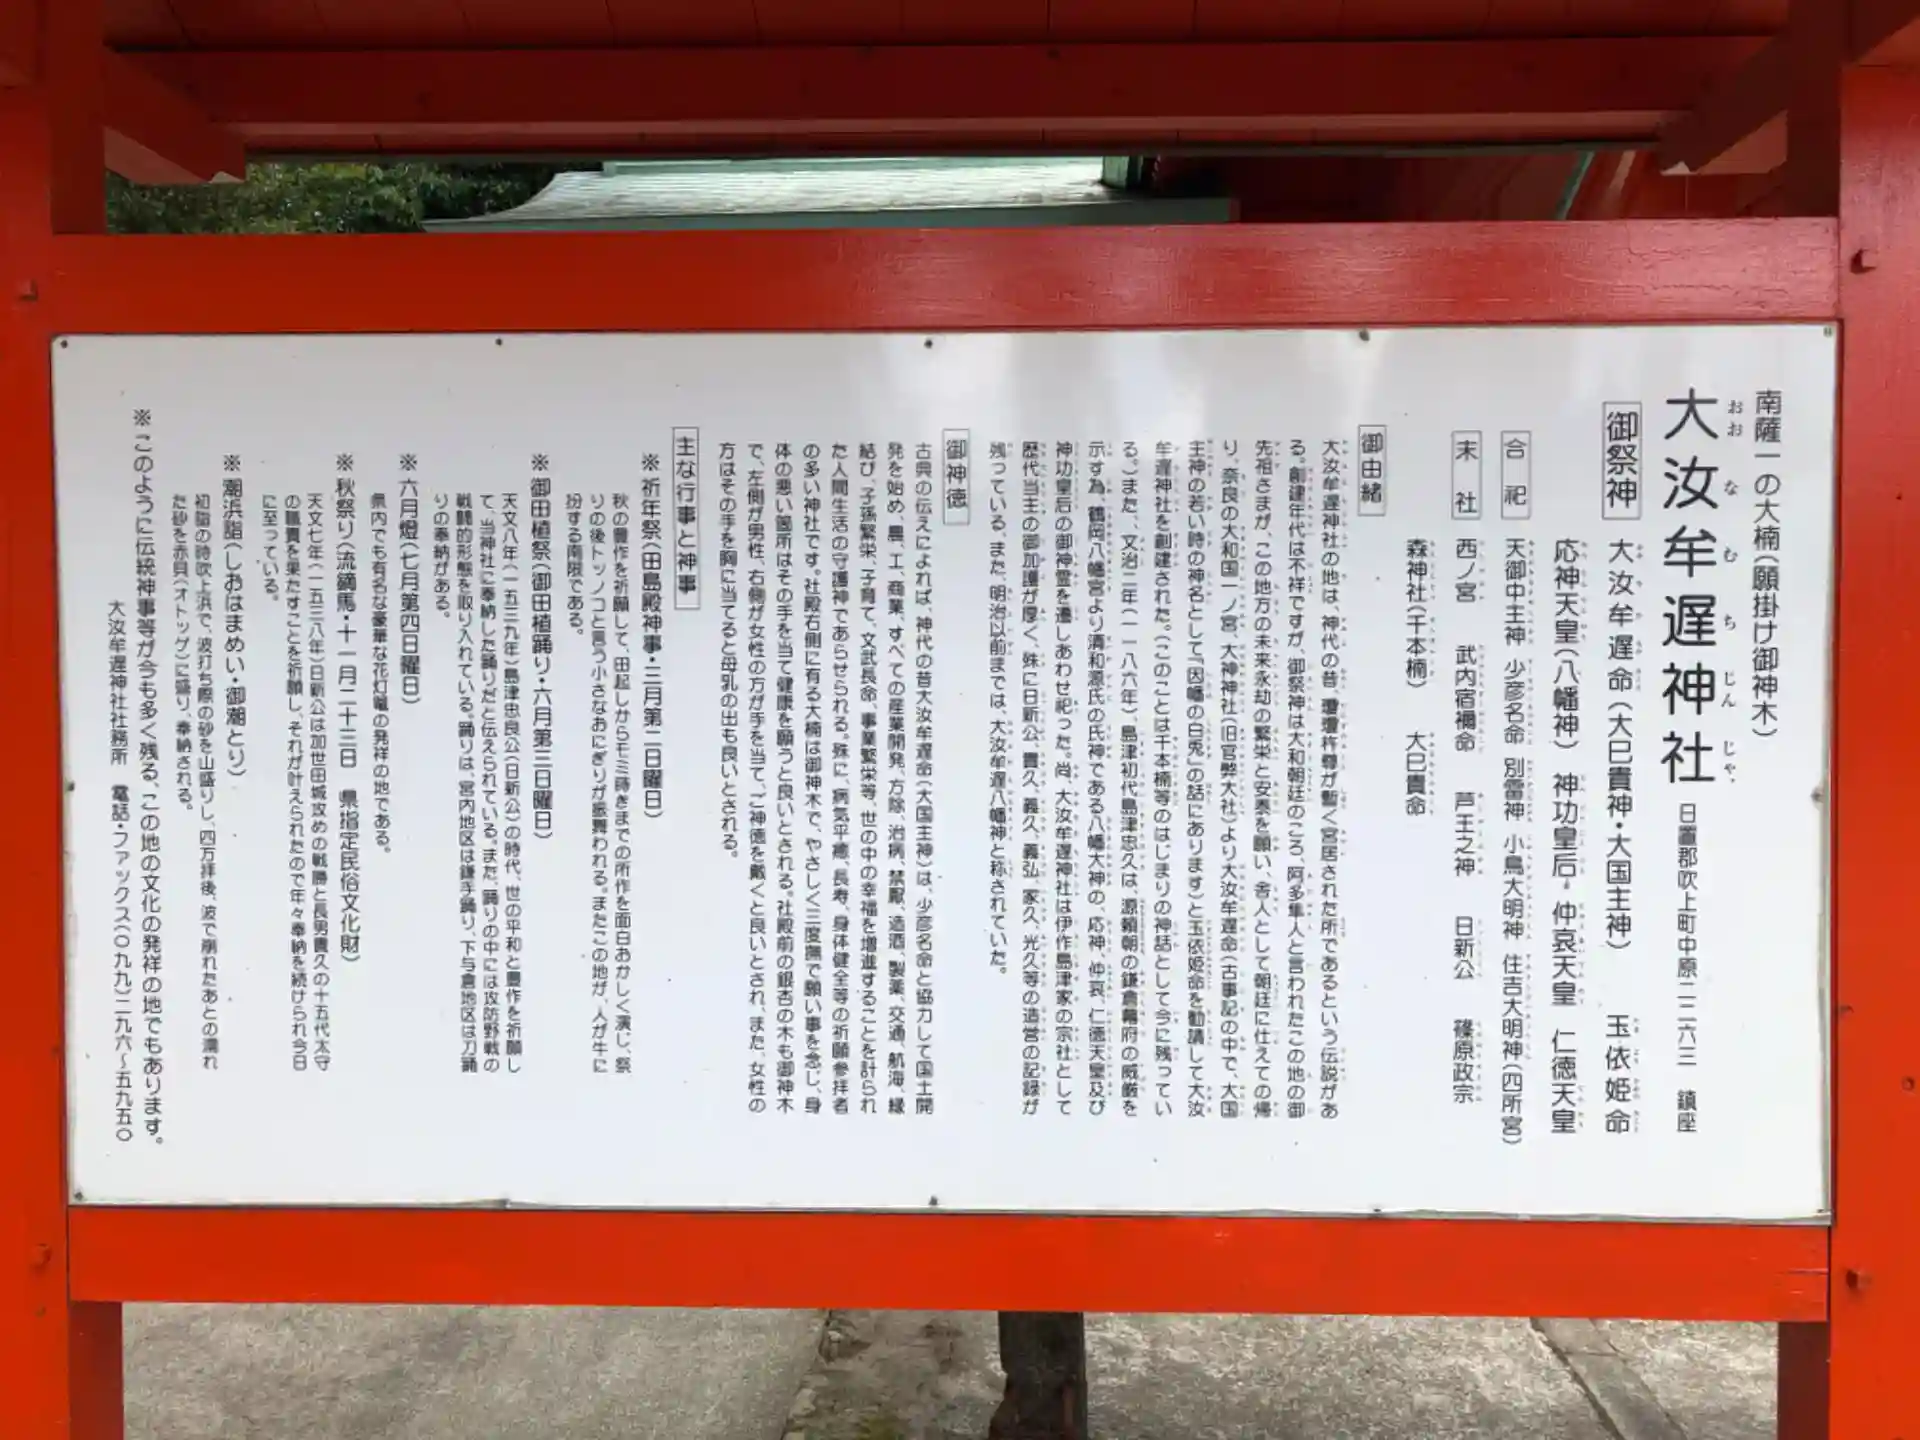 南薩一の大楠(願掛け御神木)
大汝牟遅神社 日置郡吹上町中原二二六三 鎮座
おお な む ち じん じゃ
御祭神 大汝牟遅命(大巳貴神・大国主神) 玉依姫命
応神天皇(八幡神) 神功皇后 仲哀天皇 仁徳天皇
合祀 天御中主神 少彦名命 別雷神 小鳥大明神 住吉大明神(四所宮)
末社 西ノ宮 武内宿禰命 芦王之神 日新公 篠原政宗
森神社(千本楠) 大巳貴命
御由緒
大汝牟遅神社の地は、神代の昔、瓊瓊杵尊が暫く宮居された所であるという伝説があ
る。創建年代は不祥ですが、御祭神は大和朝廷のころ、阿多隼人と言われたこの地の御
先祖さまが、この地方の未来永劫の繁栄と安泰を願い、舎人として朝廷に仕えての帰
り、奈良の大和国一ノ宮、大神神社(旧官弊大社)より大汝牟遅命(古事記の中で、大国
主神の若い時の神名として『因幡の白兎』の話にあります)と玉依姫命を勧請して大汝
牟遅神社を創建された。(このことは千本楠等のはしまりの神話として今に残ってい
る。)また、文治二年(一一八六年)、島津初代島津忠久は、源頼朝の鎌倉幕府の威厳を
示す為、鶴岡八幡宮より清和源氏の氏神である八幡大神の、応神、仲哀、仁徳天皇及び
神功皇后の御神霊を遷しあわせ祀った。尚、大汝牟遅神社は伊作島津家の宗社として
歴代当主の御加護が厚く、殊に日新公、貴久、義久、義弘、家久、光久等の造営の記録が
残っている、また、明治以前までは、大汝牟遅八幡神と称されていた。
御神徳
古典の伝えによれば、神代の昔大汝牟遅命(大国主神)は、少彦名命と協力して国土開
発を始め、農、工、商業、すべての産業開発、方除、治病、禁厭、造酒、製薬、交通、航海、縁
結び、子孫繁栄、子育て、文武長命、事業繁栄等、世の中の幸福を増進することを計られ
た人間生活の守護神であらせられる。殊に、病気平癒、長寿、身体健全等の祈願参拝者
の多い神社です。社殿右側に有る大楠は御神木で、やさしく三度撫で願い事を念じ、身
体の悪い箇所はその手を当て健康を願うと良いとされる。社殿前の銀杏の木も御神木
で、左側が男性、右側が女性の方が手を当て、ご神徳を戴くと良いとされ、また、女性の
方はその手を胸に当てると母乳の出も良いとされる。
主な行事と神事
※祈年祭(田島殿神事・三月第二日曜日)
秋の豊作を祈願して、田起しからモミ蒔きまでの所作を面白おかしく演じ、祭
りの後トッノコと言う小さなおにぎりが振舞われる。またこの地が、人が牛に
扮する南限である。
※御田植祭(御田植踊り・六月第三日曜日)
天文八年(一五三九年)島津忠良公(日新公)の時代、世の平和と豊作を祈願し
て、当神社に奉納した踊りだと伝えられている。また、踊りの中には攻防野戦の
戦闘的形態を取り入れている。踊りは、宮内地区は鎌手踊り、下与倉地区は刀踊
りの奉納がある。
※六月燈(七月第四日曜日)
県内でも有名な豪華な花灯篭の発祥の地である。
※秋祭り(流鏑馬・十一月二十三日 県指定民俗文化財)
天文七年(一五三八年)日新公は加世田城攻めの戦勝と長男貴久の十五代太守
の職責を果たすことを祈願し、それが叶えられたので年々奉納を続けられ今日
に至っている。
※潮浜詣(しおはまめい・御潮とり)
初詣の時吹上浜で、波打ち際の砂を山盛りし、四万拝後、波で崩れたあとの濡れ
た砂を赤貝(オトッゲ)に盛り、奉納される。
※このように伝統神事等が今も多く残る、この地の文化の発祥の地でもあります。
大汝牟遅神社社務所 電話・ファックス(〇九九)二九六〜五九五〇